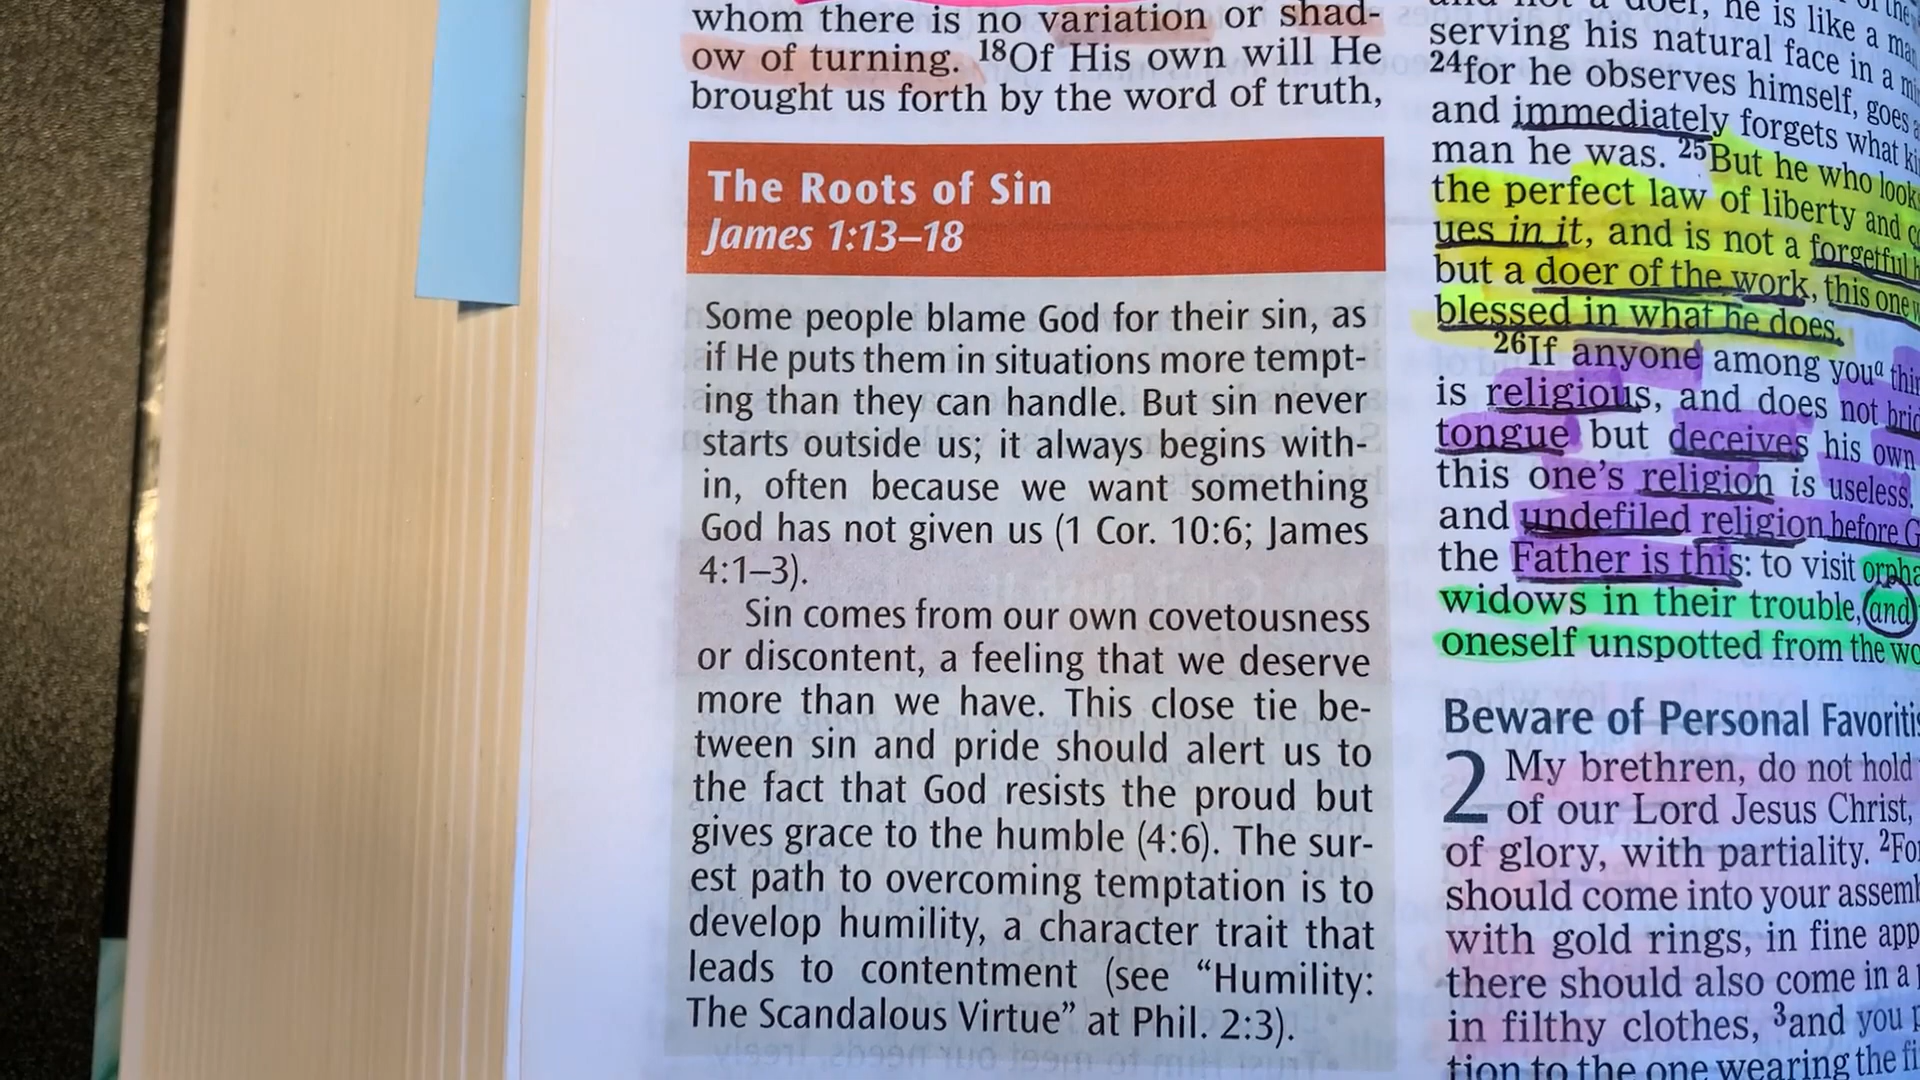 whom there is no variation or shad-
ow of turning. 18Of His own will He
brought us forth by the word of truth,
The Roots of Sin
James 1:13–18
Some people blame God for their sin, as
if He puts them in situations more tempt-
ing than they can handle. But sin never
starts outside us; it always begins with-
in, often because we want something
God has not given us (1 Cor. 10:6; James
4:1–3).
Sin comes from our own covetousness
or discontent, a feeling that we deserve
more than we have. This close tie be-
tween sin and pride should alert us to
the fact that God resists the proud but
gives grace to the humble (4:6). The sur-
est path to overcoming temptation is to
develop humility, a character trait that
leads to contentment (see “Humility:
The Scandalous Virtue” at Phil. 2:3).
doer, he is like a
serving his natural face in a
24for he observes himself, goes
and immediately forgets what
man he was. 25But he who
the perfect law of liberty and
ues in it, and is not a forgetful
but a doer of the work, this one
blessed in what he does.
26If anyone among youa
is religious, and does not
tongue but deceives his own
this one’s religion is useless.
and undefiled religion before
the Father is this: to visit
widows in their trouble, and
oneself unspotted from the
Beware of Personal
2 My brethren, do not hold
of our Lord Jesus Christ,
of glory, with partiality. 2
should come into your
with gold rings, in fine
there should also come in a
in filthy clothes, 3and you
tion to the one wearing the